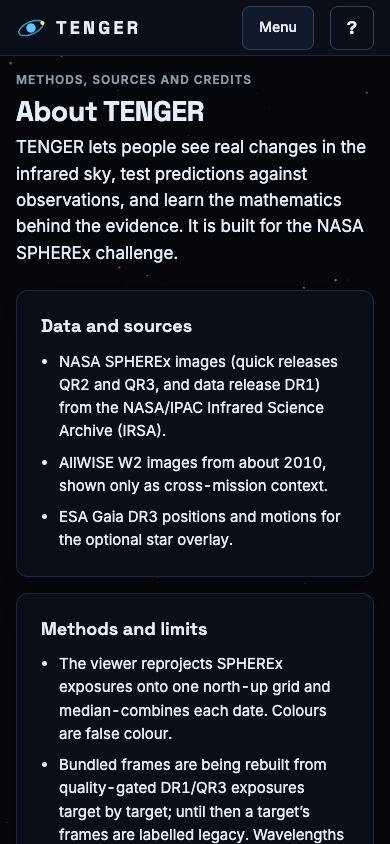 TENGER
Menu
?
METHODS, SOURCES AND CREDITS
About TENGER
TENGER lets people see real changes in the
infrared sky, test predictions against
observations, and learn the mathematics
behind the evidence. It is built for the NASA
SPHEREx challenge.
Data and sources
• NASA SPHEREx images (quick releases
QR2 and QR3, and data release DR1)
from the NASA/IPAC Infrared Science
Archive (IRSA).
• AllWISE W2 images from about 2010,
shown only as cross-mission context.
• ESA Gaia DR3 positions and motions for
the optional star overlay.
Methods and limits
• The viewer reprojects SPHEREx
exposures onto one north-up grid and
median-combines each date. Colours
are false colour.
• Bundled frames are being rebuilt from
quality-gated DR1/QR3 exposures
target by target; until then a target's
frames are labelled legacy. Wavelengths